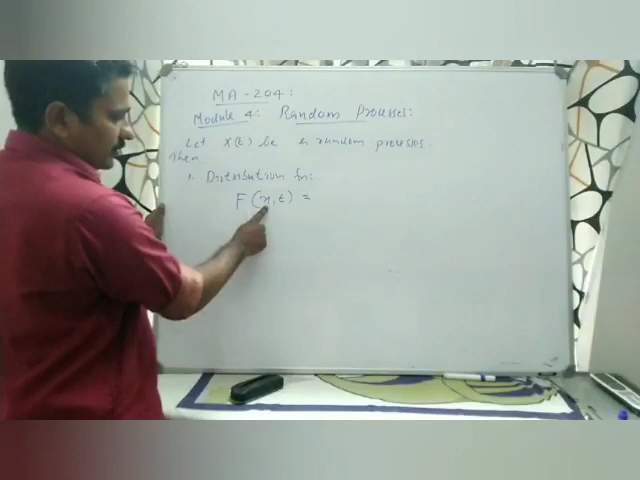 MA-204:
Module 4: Random Processes:
Let X(t) be a random process.
Then
1. Distribution fn:
F(x,t) =